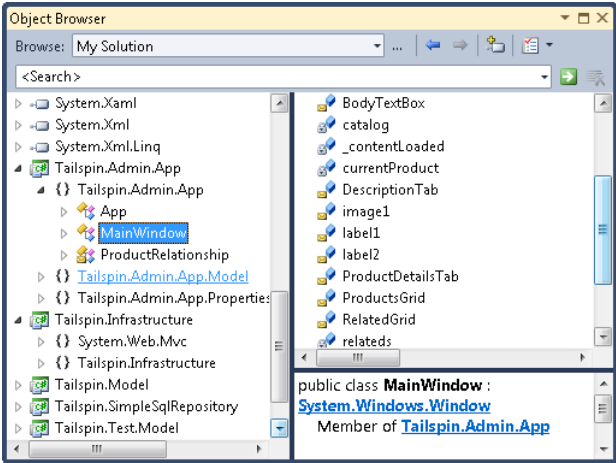 Object Browser
Browse: My Solution ...
<Search>
System.Xaml
System.Xml
System.Xml.Linq
Tailspin.Admin.App
{} Tailspin.Admin.App
App
MainWindow
ProductRelationship
{} Tailspin.Admin.App.Model
{} Tailspin.Admin.App.Properties
Tailspin.Infrastructure
{} System.Web.Mvc
{} Tailspin.Infrastructure
Tailspin.Model
Tailspin.SimpleSqlRepository
Tailspin.Test.Model
BodyTextBox
catalog
_contentLoaded
currentProduct
DescriptionTab
image1
label1
label2
ProductDetailsTab
ProductsGrid
RelatedGrid
relateds
public class MainWindow :
System.Windows.Window
Member of Tailspin.Admin.App